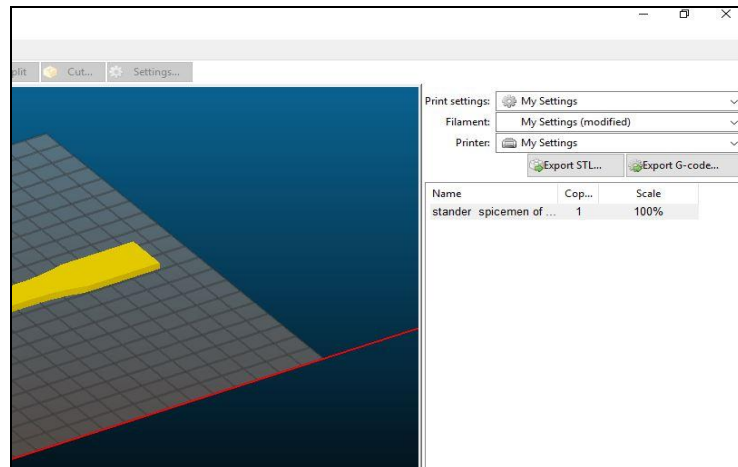 plit Cut... Settings...
Print settings: My Settings
Filament: My Settings (modified)
Printer: My Settings
Export STL... Export G-code...
Name Cop... Scale
stander spicemen of ... 1 100%